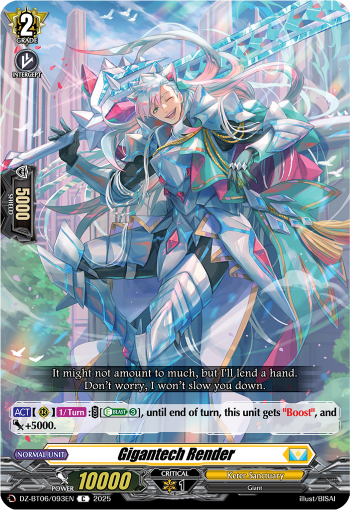 2
GRADE
INTERCEPT
5000
SHIELD
It might not amount to much, but I'll lend a hand.
Don't worry, I won't slow you down.
ACT【 】 1/Turn : [ -BLAST- 3 ], until end of turn, this unit gets "Boost", and
+5000.
NORMAL UNIT
Gigantech Render
POWER 10000 CRITICAL 1
Keter Sanctuary
Giant
D DZ-BT06/093EN C 2025 illust/BISAI